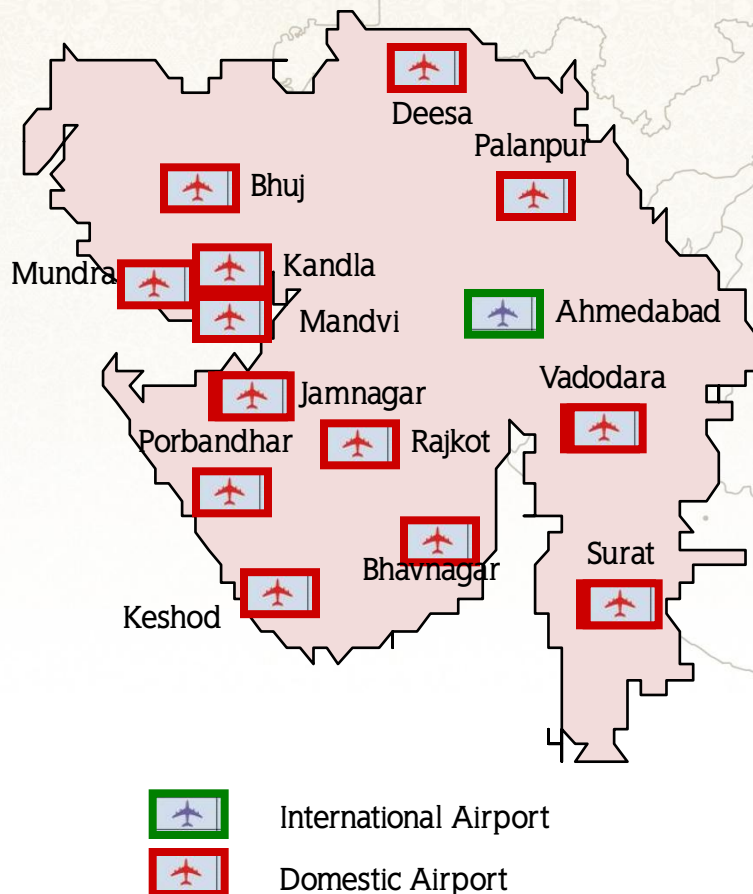 Deesa
Palanpur
Bhuj
Kandla
Mundra
Mandvi
Ahmedabad
Vadodara
Jamnagar
Porbandhar
Rajkot
Surat
Bhavnagar
Keshod
International Airport
Domestic Airport